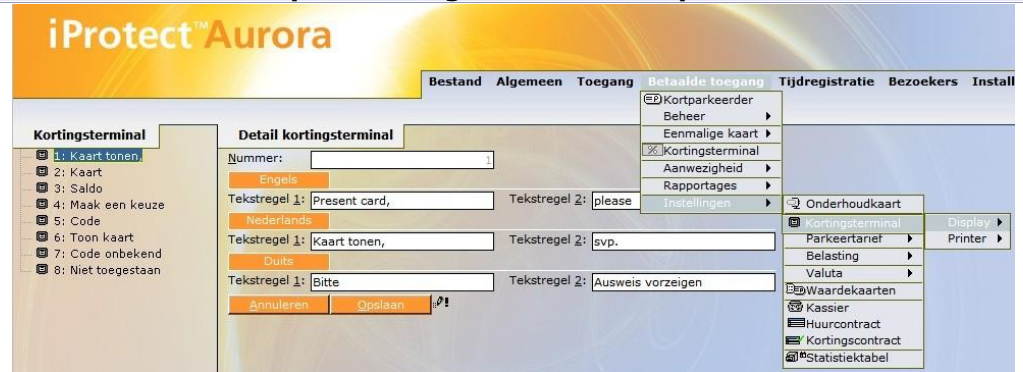 iProtect™Aurora
Bestand Algemeen Toegang Betaalde toegang Tijdregistratie Bezoekers Install
Kortparkeerder
Beheer
Eenmalige kaart
Kortingsterminal
Aanwezigheid
Rapportages
Instellingen
Onderhoudkaart
Kortingsterminal
Parkeertarief
Belasting
Valuta
Waardekaarten
Kassier
Huurcontract
Kortingscontract
Statistiektabel
Display
Printer
Kortingsterminal
1: Kaart tonen,
2: Kaart
3: Saldo
4: Maak een keuze
5: Code
6: Toon kaart
7: Code onbekend
8: Niet toegestaan
Detail kortingsterminal
Nummer: 1
Engels
Tekstregel 1: Present card, Tekstregel 2: please
Nederlands
Tekstregel 1: Kaart tonen, Tekstregel 2: svp.
Duits
Tekstregel 1: Bitte Tekstregel 2: Ausweis vorzeigen
Annuleren Opslaan